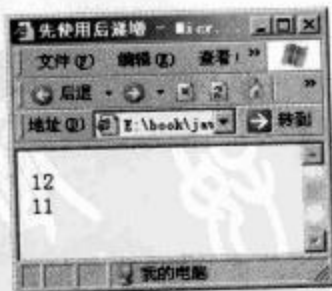 先使用后递增 - Micr...
文件(F) 编辑(E) 查看 »
后退 »
地址(D) E:\book\jav 转到
12
11
我的电脑